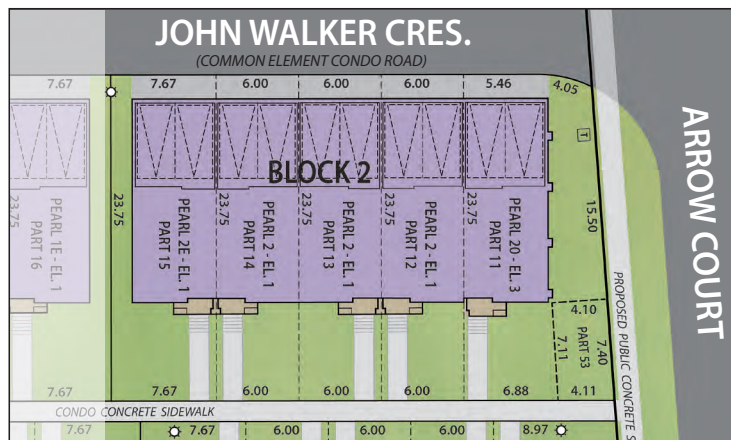 JOHN WALKER CRES.
(COMMON ELEMENT CONDO ROAD)
7.67 7.67 6.00 6.00 6.00 5.46 4.05
ARROW COURT
T
BLOCK 2
23.75
23.75
23.75
23.75
23.75
23.75
15.50
PEARL 1E - EL. 1
PART 16
PEARL 2E - EL. 1
PART 15
PEARL 2 - EL. 1
PART 14
PEARL 2 - EL. 1
PART 13
PEARL 2 - EL. 1
PART 12
PEARL 20 - EL. 3
PART 11
PROPOSED PUBLIC CONCRETE S
4.10
7.11
PART 53
7.40
7.67 7.67 6.00 6.00 6.00 6.88 4.11
CONDO CONCRETE SIDEWALK
7.67 7.67 6.00 6.00 6.00 8.97